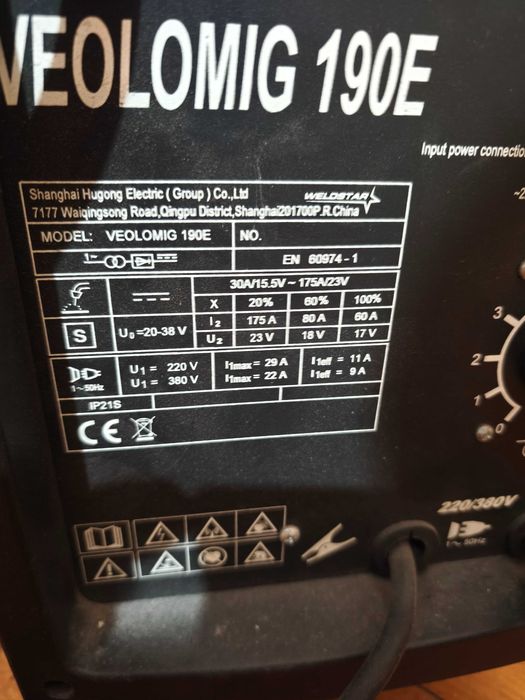 VEOLOMIG 190E
Input power connection
Shanghai Hugong Electric ( Group ) Co.,Ltd
WELDSTAR
7177 Waiqingsong Road,Qingpu District,Shanghai201700P.R.China
MODEL: VEOLOMIG 190E NO.
1~ EN 60974-1
30A/15.5V ~ 175A/23V
X 20% 60% 100%
S U₀=20-38 V I₂ 175 A 80 A 60 A
U₂ 23 V 18 V 17 V
1~50Hz U1 = 220 V I1max = 29 A I1eff = 11 A
U1 = 380 V I1max = 22 A I1eff = 9 A
IP21S
CE
3
2
1
0
220/380V
1~ 50Hz